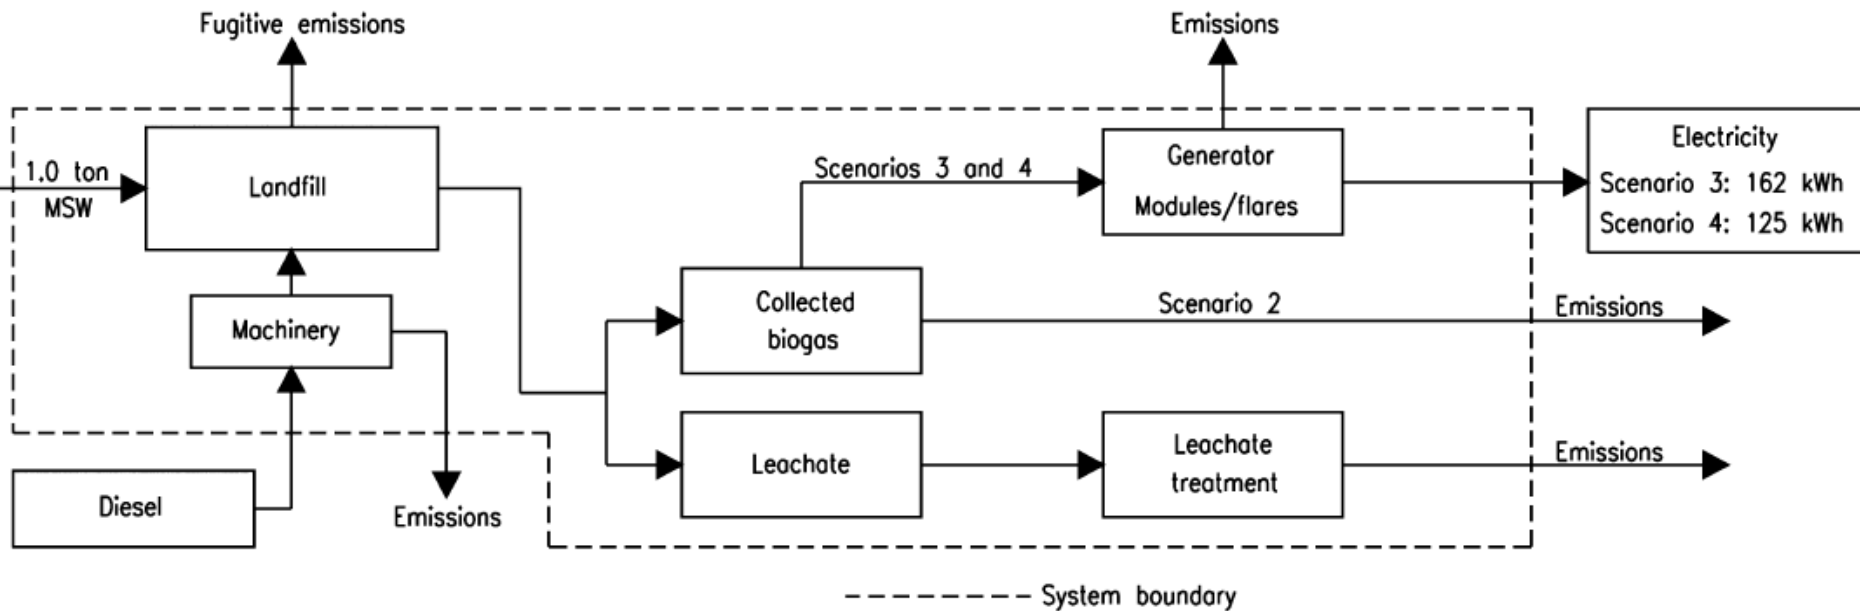 Fugitive emissions
Emissions
1.0 ton
MSW
Landfill
Scenarios 3 and 4
Generator
Modules/flares
Electricity
Scenario 3: 162 kWh
Scenario 4: 125 kWh
Machinery
Collected
biogas
Scenario 2
Emissions
Diesel
Emissions
Leachate
Leachate
treatment
Emissions
System boundary